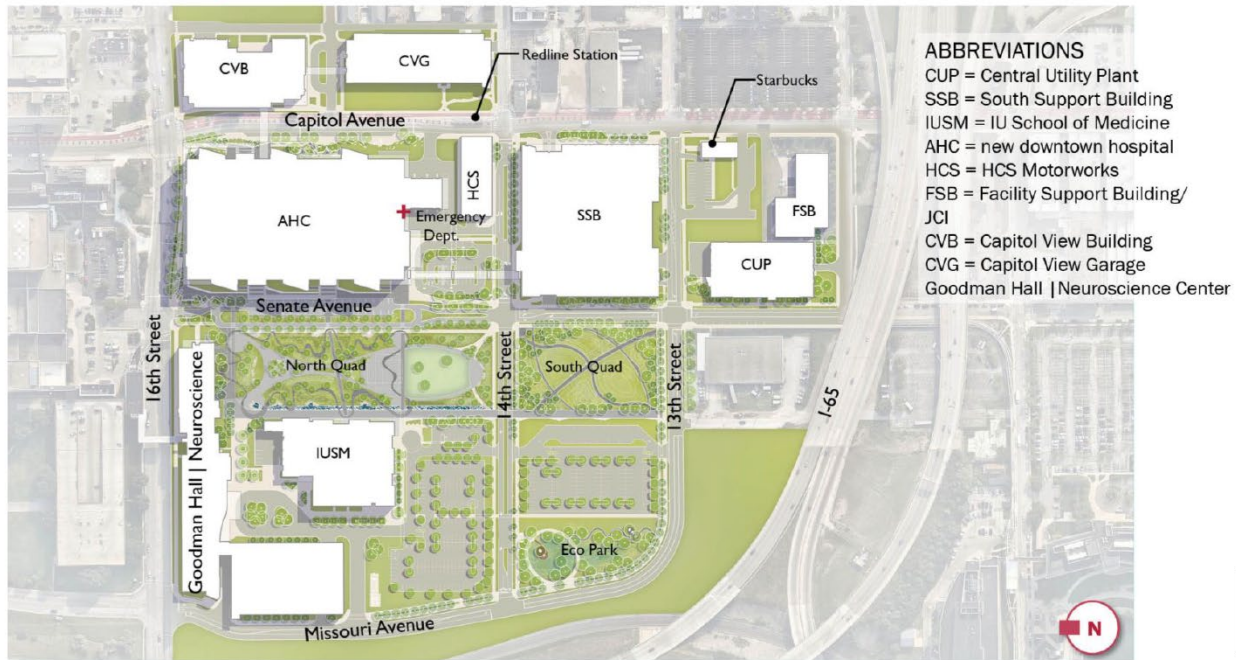 CVB
CVG
Redline Station
Starbucks
Capitol Avenue
AHC
HCS
Emergency
Dept.
SSB
FSB
CUP
Senate Avenue
16th Street
North Quad
14th Street
South Quad
13th Street
I-65
Goodman Hall | Neuroscience
IUSM
Eco Park
Missouri Avenue
N
ABBREVIATIONS
CUP = Central Utility Plant
SSB = South Support Building
IUSM = IU School of Medicine
AHC = new downtown hospital
HCS = HCS Motorworks
FSB = Facility Support Building/
JCI
CVB = Capitol View Building
CVG = Capitol View Garage
Goodman Hall | Neuroscience Center